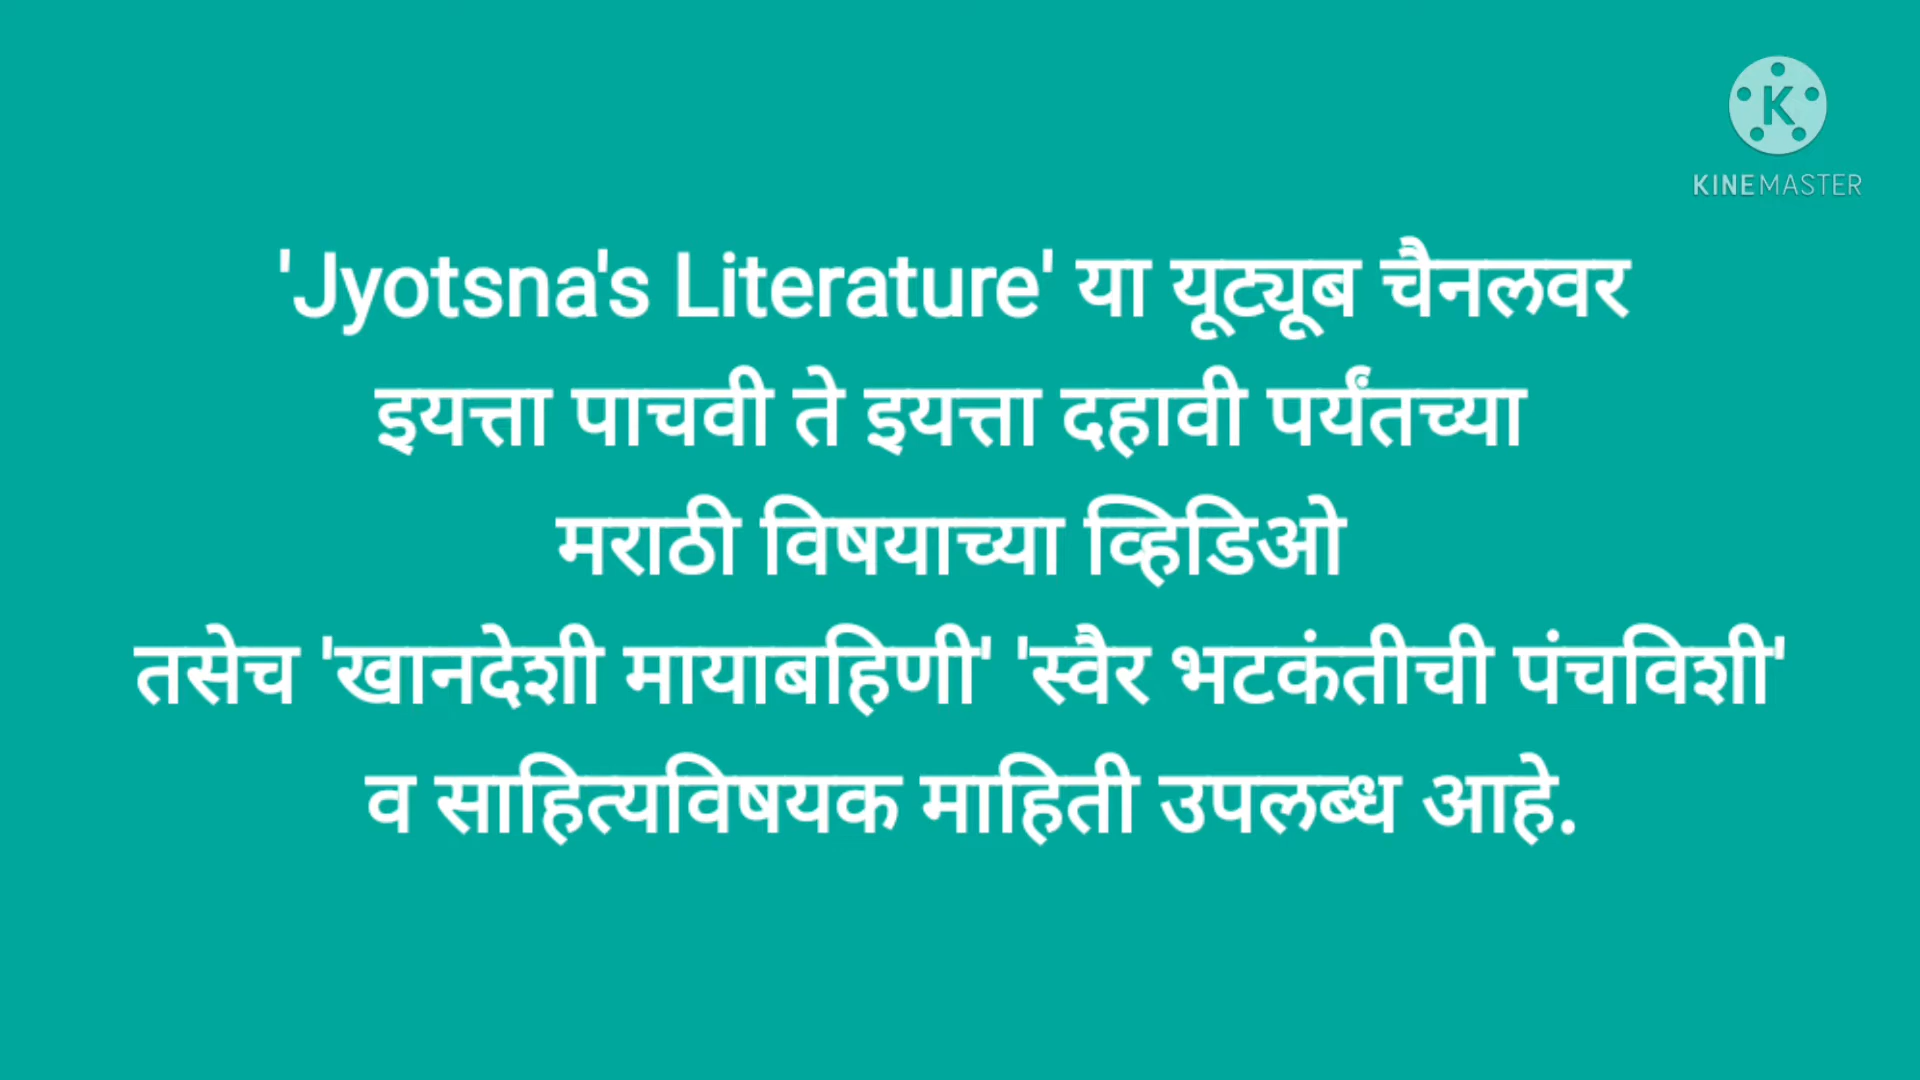 K
KINEMASTER
'Jyotsna's Literature' या यूट्यूब चैनलवर
इयत्ता पाचवी ते इयत्ता दहावी पर्यंतच्या
मराठी विषयाच्या व्हिडिओ
तसेच 'खानदेशी मायाबहिणी' 'स्वैर भटकंतीची पंचविशी'
व साहित्यविषयक माहिती उपलब्ध आहे.